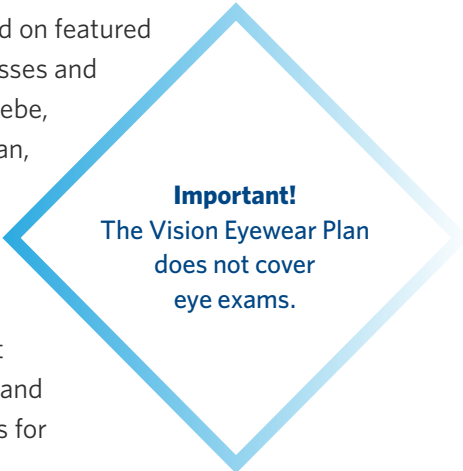 d on featured
sses and
ebe,
an,
Important!
The Vision Eyewear Plan
does not cover
eye exams.
t
and
s for